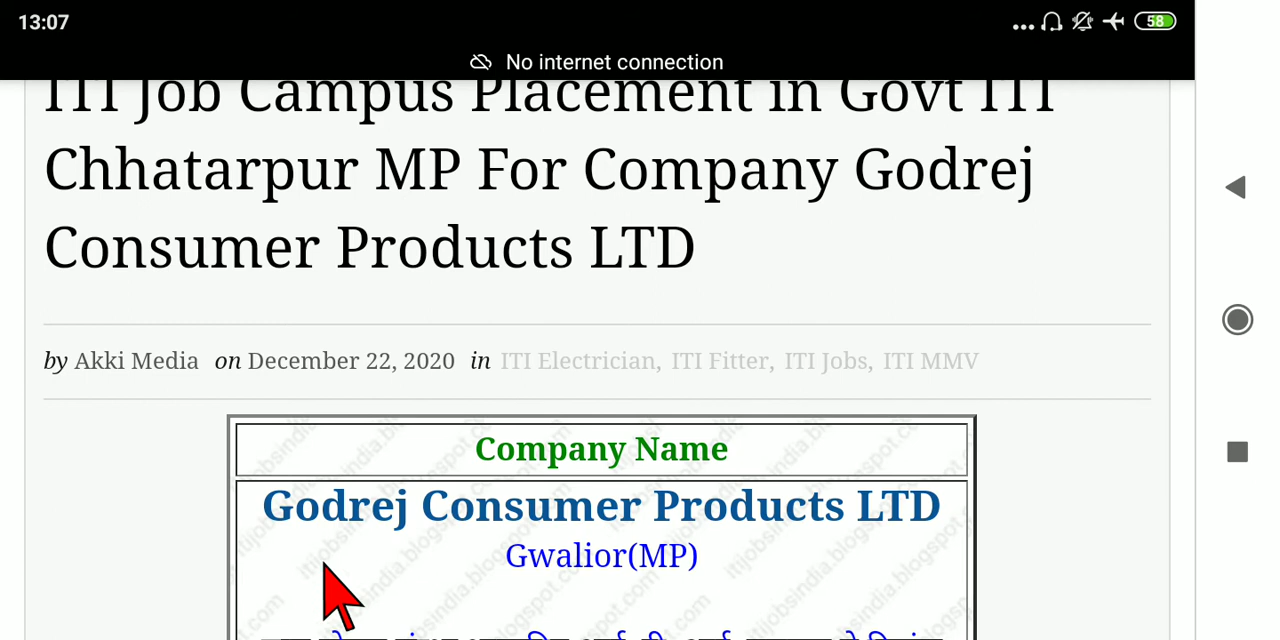 13:07
58
No internet connection
ITI Job Campus Placement in Govt ITI
Chhatarpur MP For Company Godrej
Consumer Products LTD
by Akki Media on December 22, 2020 in ITI Electrician, ITI Fitter, ITI Jobs, ITI MMV
Company Name
Godrej Consumer Products LTD
Gwalior(MP)